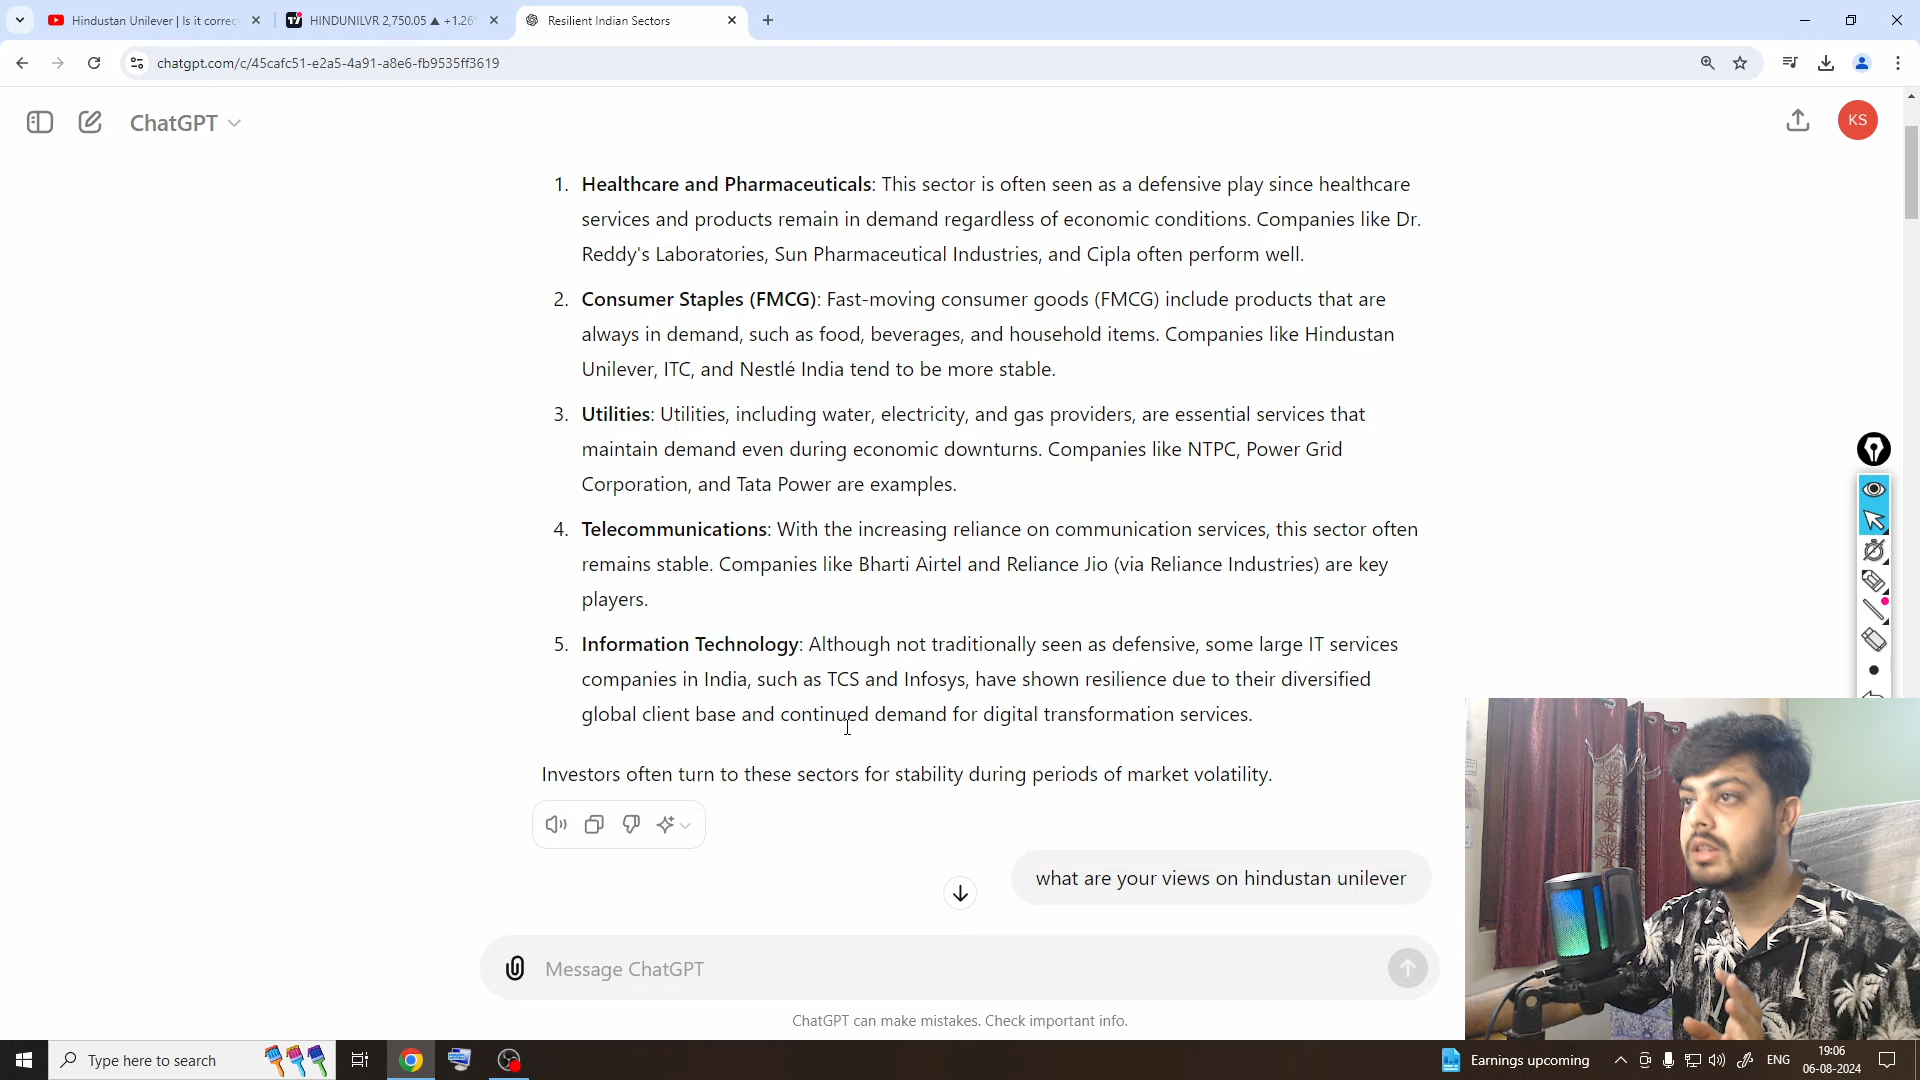 Hindustan Unilever | Is it correc
HINDUNILVR 2,750.05 ▲ +1.26
Resilient Indian Sectors
chatgpt.com/c/45cafc51-e2a5-4a91-a8e6-fb9535ff3619
ChatGPT
KS
1. Healthcare and Pharmaceuticals: This sector is often seen as a defensive play since healthcare
services and products remain in demand regardless of economic conditions. Companies like Dr.
Reddy's Laboratories, Sun Pharmaceutical Industries, and Cipla often perform well.
2. Consumer Staples (FMCG): Fast-moving consumer goods (FMCG) include products that are
always in demand, such as food, beverages, and household items. Companies like Hindustan
Unilever, ITC, and Nestlé India tend to be more stable.
3. Utilities: Utilities, including water, electricity, and gas providers, are essential services that
maintain demand even during economic downturns. Companies like NTPC, Power Grid
Corporation, and Tata Power are examples.
4. Telecommunications: With the increasing reliance on communication services, this sector often
remains stable. Companies like Bharti Airtel and Reliance Jio (via Reliance Industries) are key
players.
5. Information Technology: Although not traditionally seen as defensive, some large IT services
companies in India, such as TCS and Infosys, have shown resilience due to their diversified
global client base and continued demand for digital transformation services.
Investors often turn to these sectors for stability during periods of market volatility.
what are your views on hindustan unilever
Message ChatGPT
ChatGPT can make mistakes. Check important info.
Type here to search
Earnings upcoming
ENG
19:06
06-08-2024